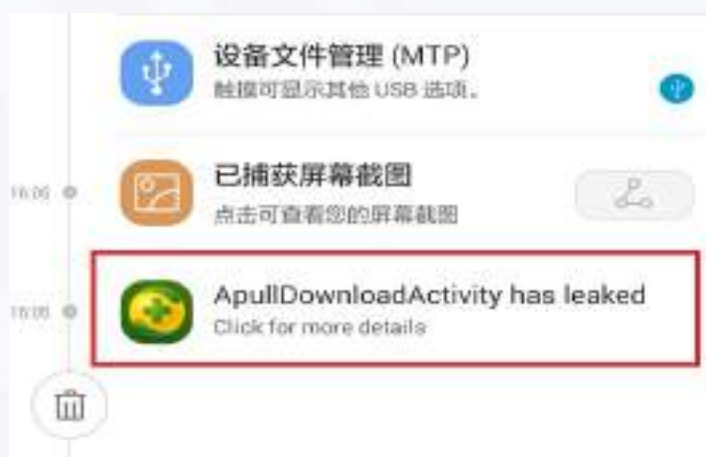 设备文件管理 (MTP)
触摸可显示其他 USB 选项。
16:05
已捕获屏幕截图
点击可查看您的屏幕截图
16:05
ApullDownloadActivity has leaked
Click for more details